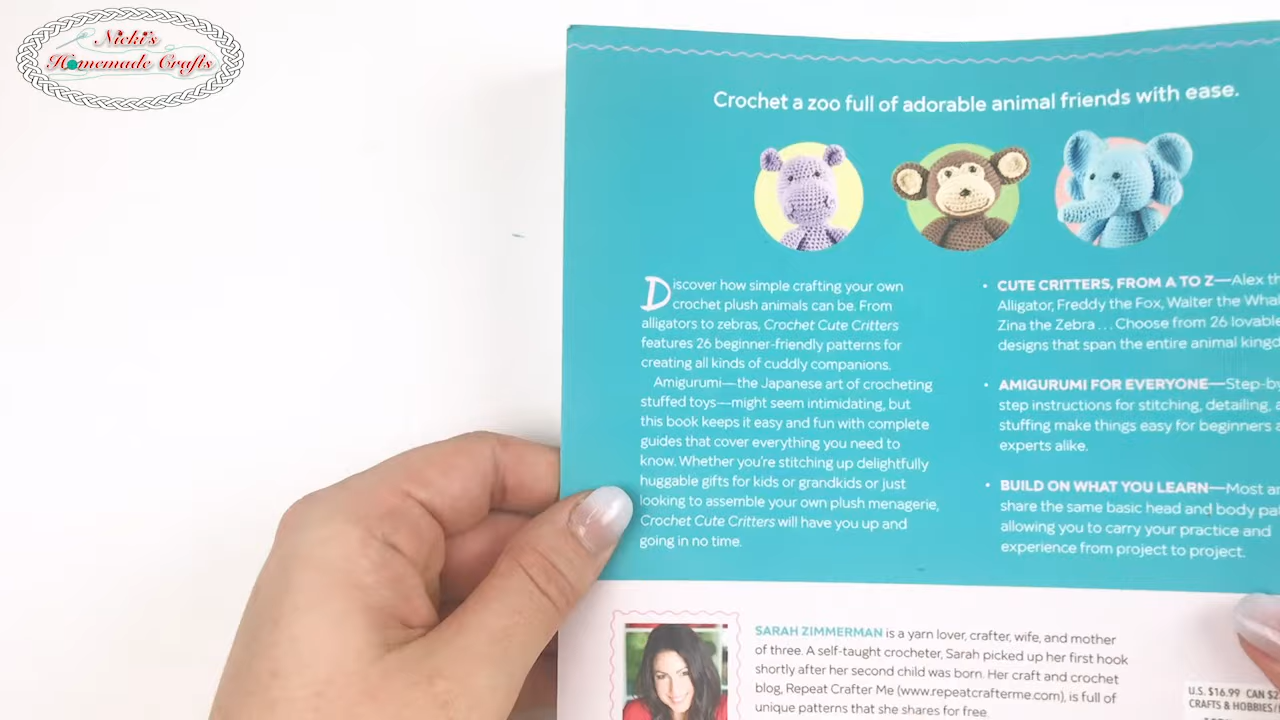 Nicki's
Homemade Crafts
Crochet a zoo full of adorable animal friends with ease.
Discover how simple crafting your own
crochet plush animals can be. From
alligators to zebras, Crochet Cute Critters
features 26 beginner-friendly patterns for
creating all kinds of cuddly companions.
Amigurumi—the Japanese art of crocheting
stuffed toys—might seem intimidating, but
this book keeps it easy and fun with complete
guides that cover everything you need to
know. Whether you're stitching up delightfully
huggable gifts for kids or grandkids or just
looking to assemble your own plush menagerie,
Crochet Cute Critters will have you up and
going in no time.
• CUTE CRITTERS, FROM A TO Z—Alex th
Alligator, Freddy the Fox, Walter the Wha
Zina the Zebra... Choose from 26 lovable
designs that span the entire animal kingd
• AMIGURUMI FOR EVERYONE—Step-by
step instructions for stitching, detailing, a
stuffing make things easy for beginners a
experts alike.
• BUILD ON WHAT YOU LEARN—Most an
share the same basic head and body pa
allowing you to carry your practice and
experience from project to project.
SARAH ZIMMERMAN is a yarn lover, crafter, wife, and mother
of three. A self-taught crocheter, Sarah picked up her first hook
shortly after her second child was born. Her craft and crochet
blog, Repeat Crafter Me (www.repeatcrafterme.com), is full of
unique patterns that she shares for free.
U.S. $16.99 CAN $2
CRAFTS & HOBBIES/